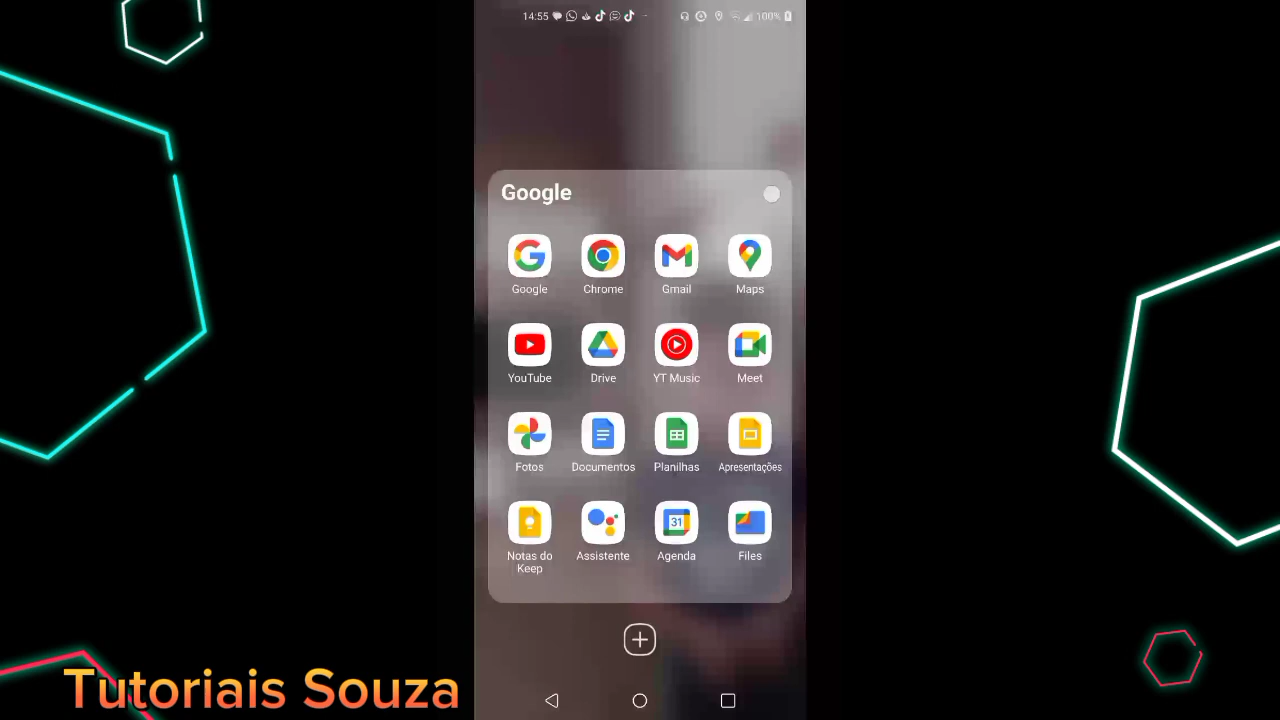 14:55
100%
Google
Google Chrome Gmail Maps
YouTube Drive YT Music Meet
Fotos Documentos Planilhas Apresentações
31
Notas do Keep Assistente Agenda Files
Tutoriais Souza